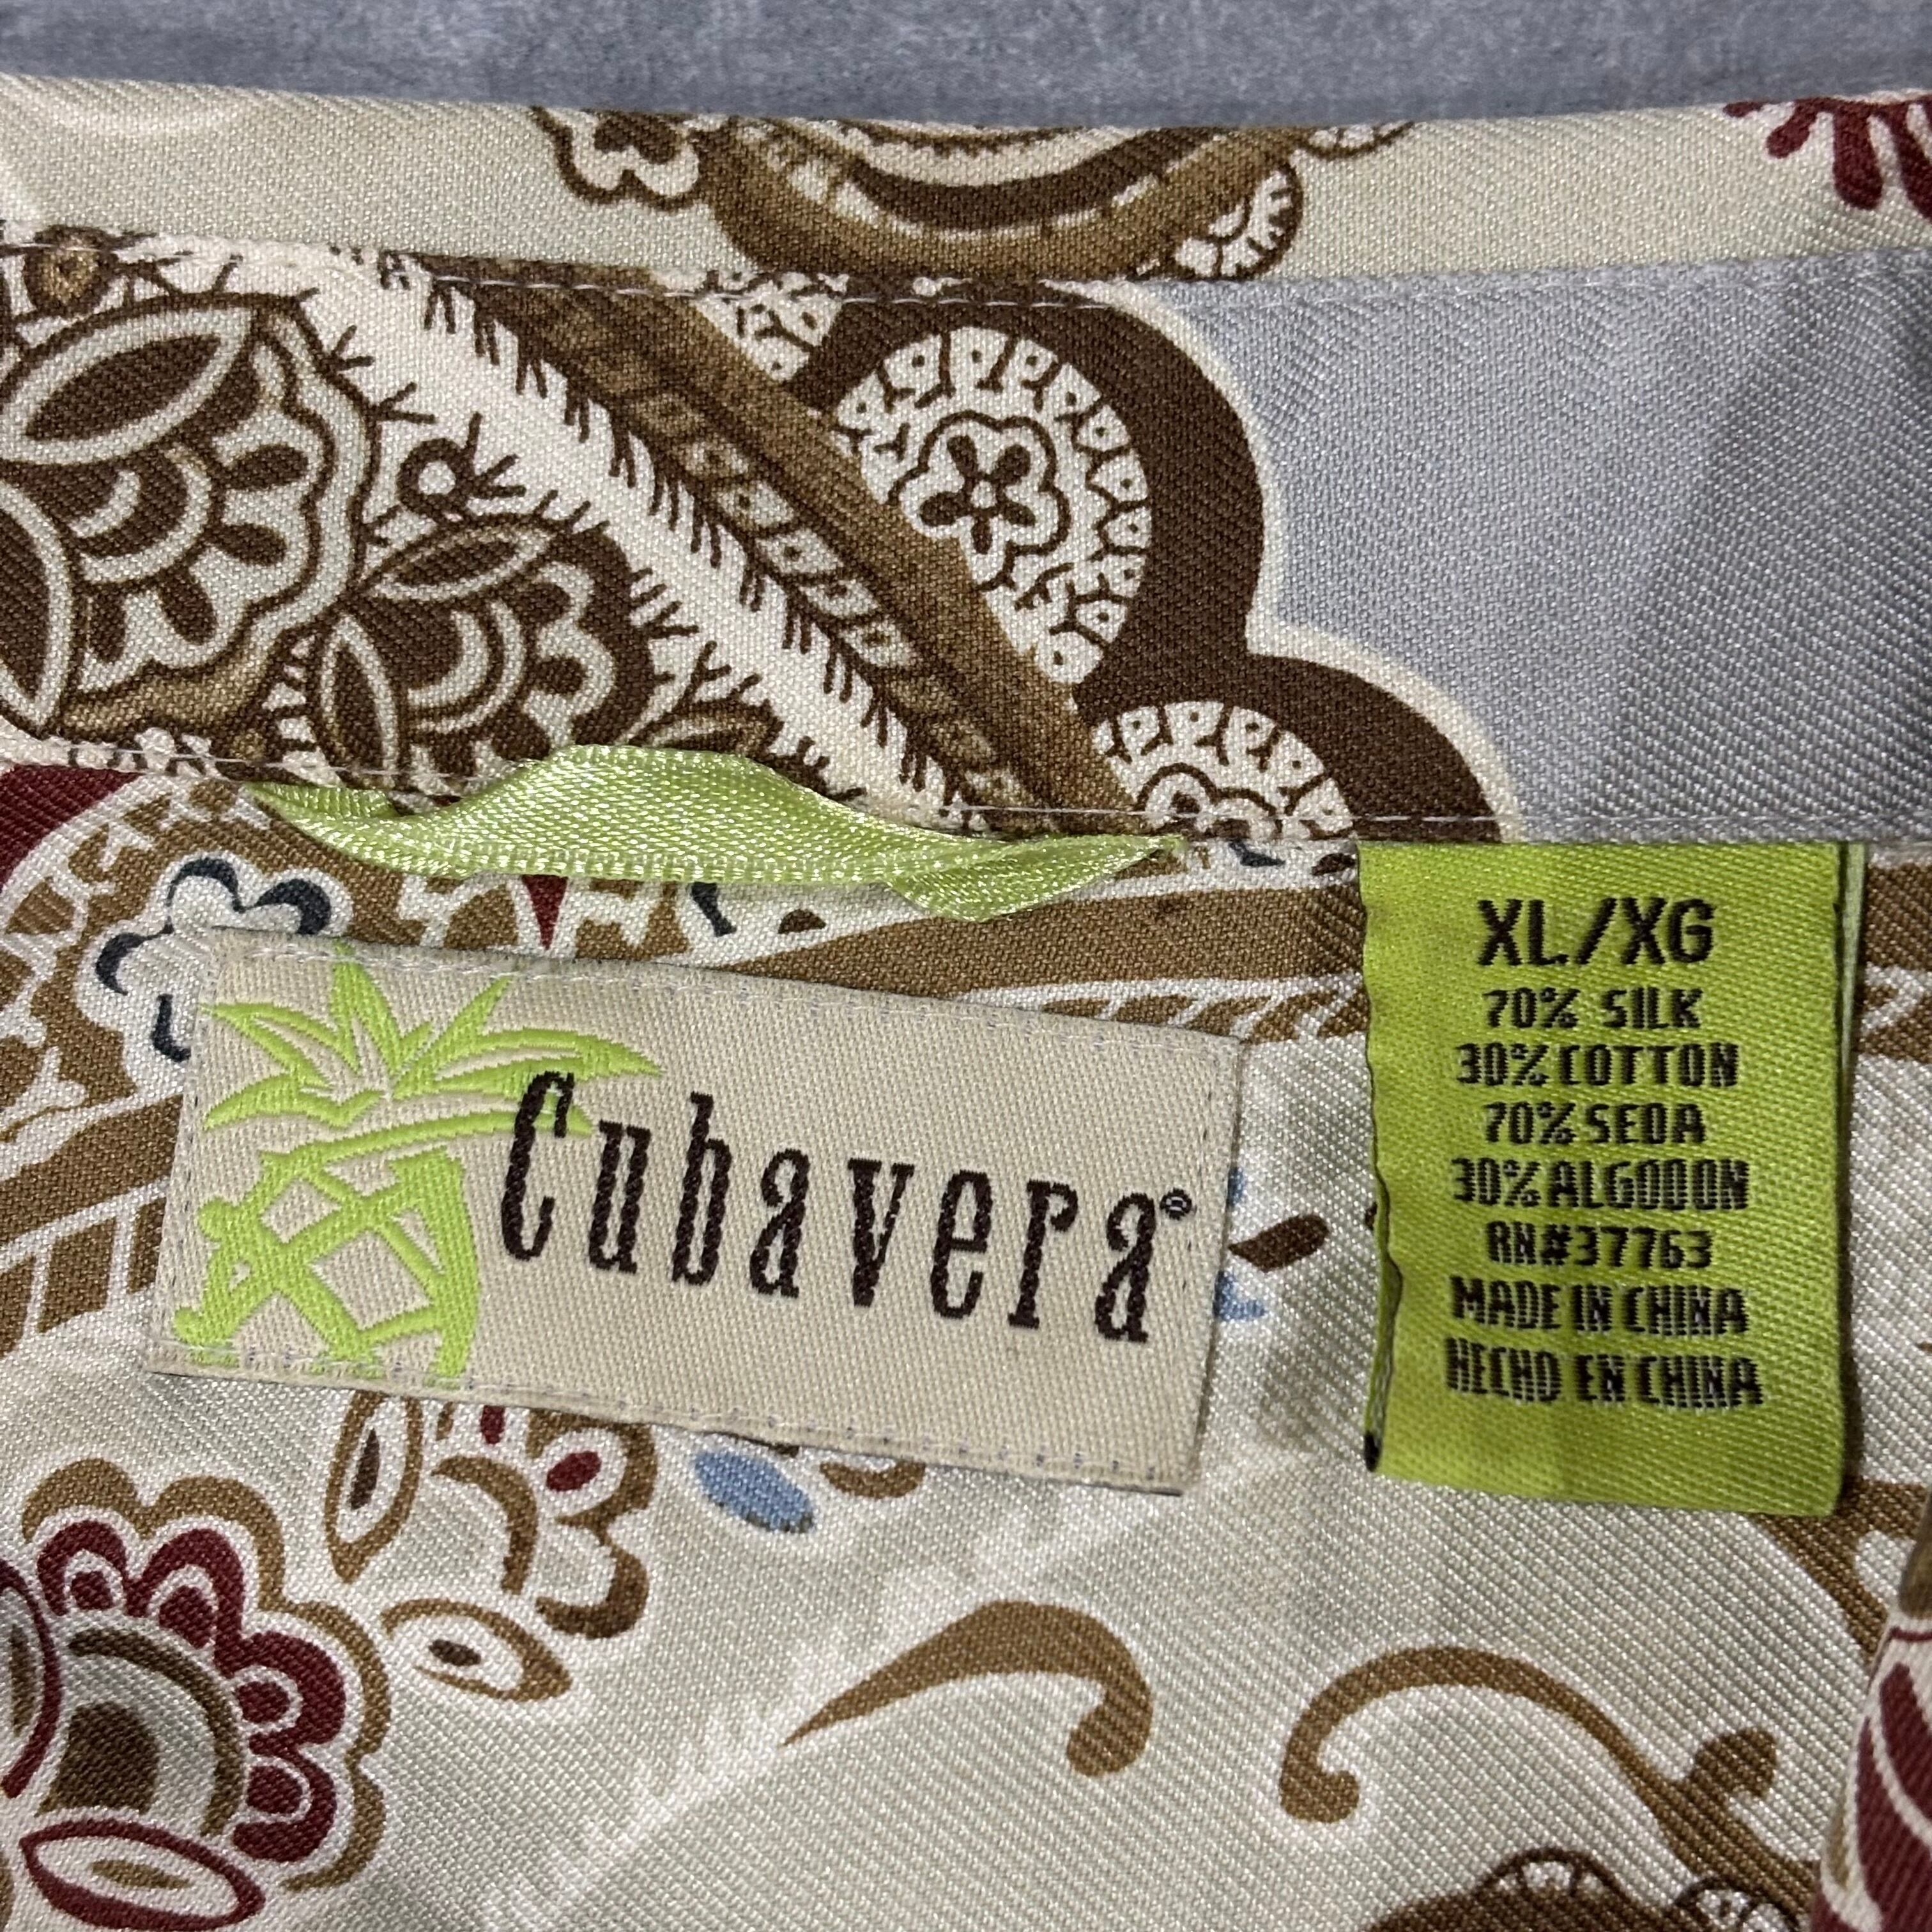 Cubavera®
XL/XG
70% SILK
30% COTTON
70% SEDA
30% ALGODON
RN#37763
MADE IN CHINA
HECHO EN CHINA